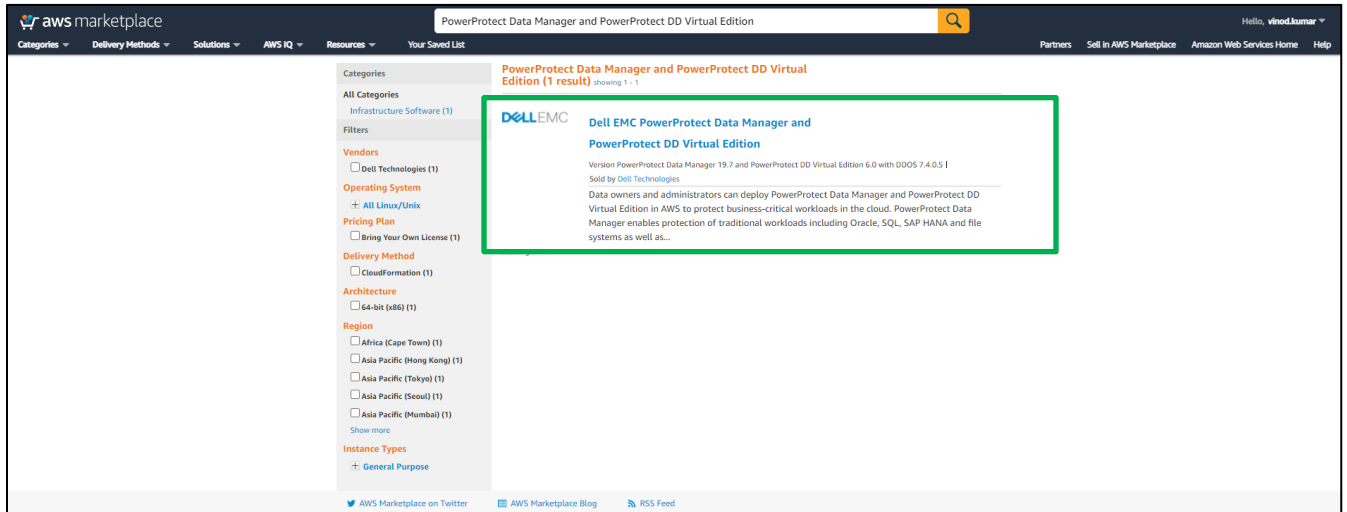 aws marketplace
PowerProtect Data Manager and PowerProtect DD Virtual Edition
Hello, vinod.kumar
Categories
Delivery Methods
Solutions
AWS IQ
Resources
Your Saved List
Partners
Sell in AWS Marketplace
Amazon Web Services Home
Help
Categories
All Categories
Infrastructure Software (1)
Filters
Vendors
Dell Technologies (1)
Operating System
All Linux/Unix
Pricing Plan
Bring Your Own License (1)
Delivery Method
CloudFormation (1)
Architecture
64-bit (x86) (1)
Region
Africa (Cape Town) (1)
Asia Pacific (Hong Kong) (1)
Asia Pacific (Tokyo) (1)
Asia Pacific (Seoul) (1)
Asia Pacific (Mumbai) (1)
Show more
Instance Types
General Purpose
PowerProtect Data Manager and PowerProtect DD Virtual
Edition (1 result) showing 1 - 1
DELLEMC
Dell EMC PowerProtect Data Manager and
PowerProtect DD Virtual Edition
Version PowerProtect Data Manager 19.7 and PowerProtect DD Virtual Edition 6.0 with DDOS 7.4.0.5 |
Sold by Dell Technologies
Data owners and administrators can deploy PowerProtect Data Manager and PowerProtect DD
Virtual Edition in AWS to protect business-critical workloads in the cloud. PowerProtect Data
Manager enables protection of traditional workloads including Oracle, SQL, SAP HANA and file
systems as well as...
AWS Marketplace on Twitter
AWS Marketplace Blog
RSS Feed